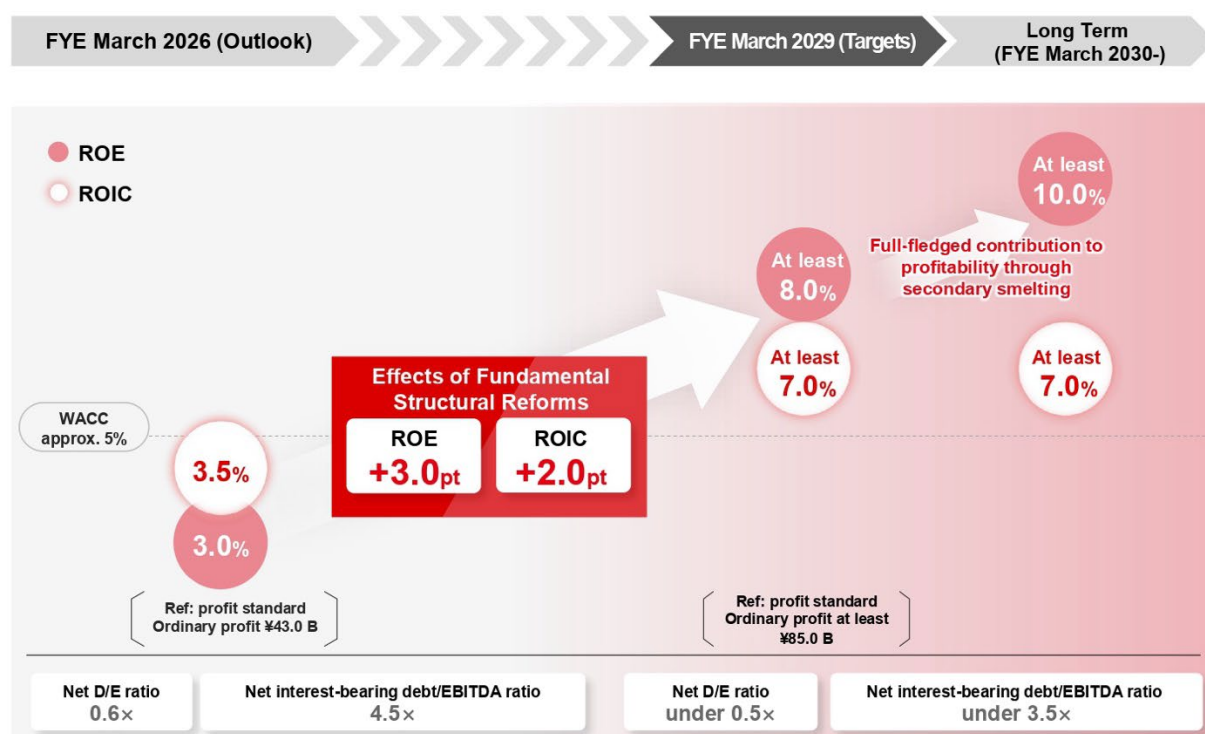 FYE March 2026 (Outlook)
FYE March 2029 (Targets)
Long Term
(FYE March 2030-)
ROE
ROIC
At least
10.0%
Full-fledged contribution to
profitability through
secondary smelting
At least
8.0%
At least
7.0%
At least
7.0%
Effects of Fundamental
Structural Reforms
ROE
+3.0pt
ROIC
+2.0pt
WACC
approx. 5%
3.5%
3.0%
Ref: profit standard
Ordinary profit ¥43.0 B
Ref: profit standard
Ordinary profit at least
¥85.0 B
Net D/E ratio
0.6×
Net interest-bearing debt/EBITDA ratio
4.5×
Net D/E ratio
under 0.5×
Net interest-bearing debt/EBITDA ratio
under 3.5×